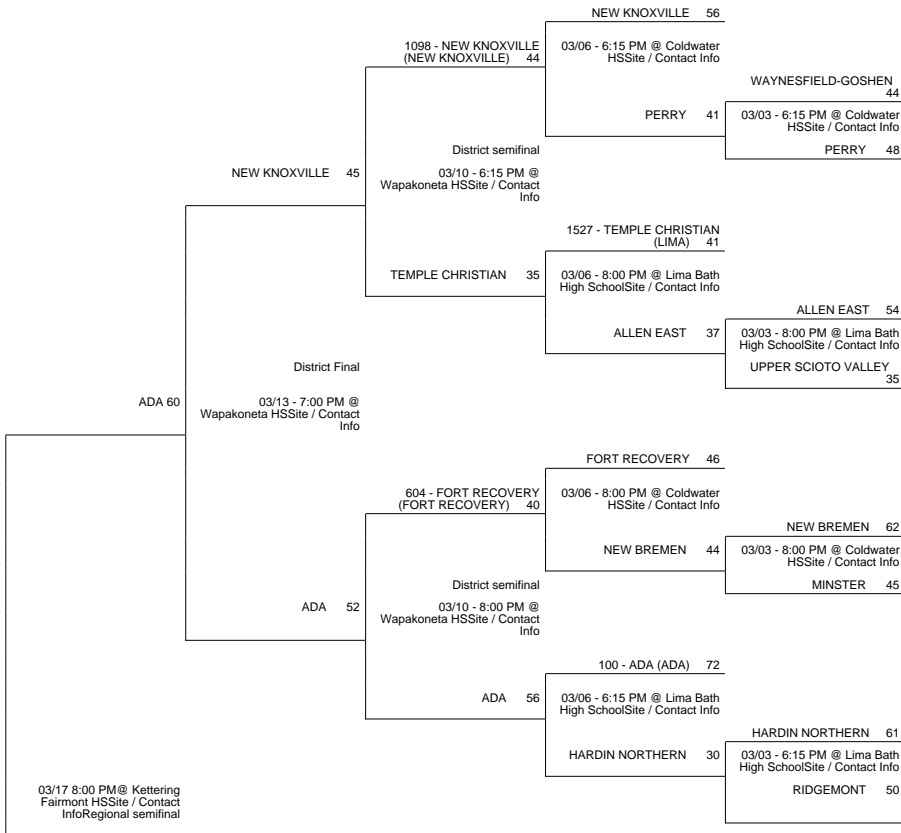 NEW KNOXVILLE 56
1098 - NEW KNOXVILLE
(NEW KNOXVILLE) 44
03/06 - 6:15 PM @ Coldwater
HSSite / Contact Info
WAYNESFIELD-GOSHEN
44
PERRY 41
03/03 - 6:15 PM @ Coldwater
HSSite / Contact Info
District semifinal
PERRY 48
NEW KNOXVILLE 45
03/10 - 6:15 PM @
Wapakoneta HSSite / Contact
Info
1527 - TEMPLE CHRISTIAN
(LIMA) 41
TEMPLE CHRISTIAN 35
03/06 - 8:00 PM @ Lima Bath
High SchoolSite / Contact Info
ALLEN EAST 54
ALLEN EAST 37
03/03 - 8:00 PM @ Lima Bath
High SchoolSite / Contact Info
District Final
UPPER SCIOTO VALLEY
35
ADA 60
03/13 - 7:00 PM @
Wapakoneta HSSite / Contact
Info
FORT RECOVERY 46
604 - FORT RECOVERY
(FORT RECOVERY) 40
03/06 - 8:00 PM @ Coldwater
HSSite / Contact Info
NEW BREMEN 62
NEW BREMEN 44
03/03 - 8:00 PM @ Coldwater
HSSite / Contact Info
District semifinal
MINSTER 45
ADA 52
03/10 - 8:00 PM @
Wapakoneta HSSite / Contact
Info
100 - ADA (ADA) 72
ADA 56
03/06 - 6:15 PM @ Lima Bath
High SchoolSite / Contact Info
HARDIN NORTHERN 61
HARDIN NORTHERN 30
03/03 - 6:15 PM @ Lima Bath
High SchoolSite / Contact Info
RIDGEMONT 50
03/17 8:00 PM@ Kettering
Fairmont HSSite / Contact
InfoRegional semifinal